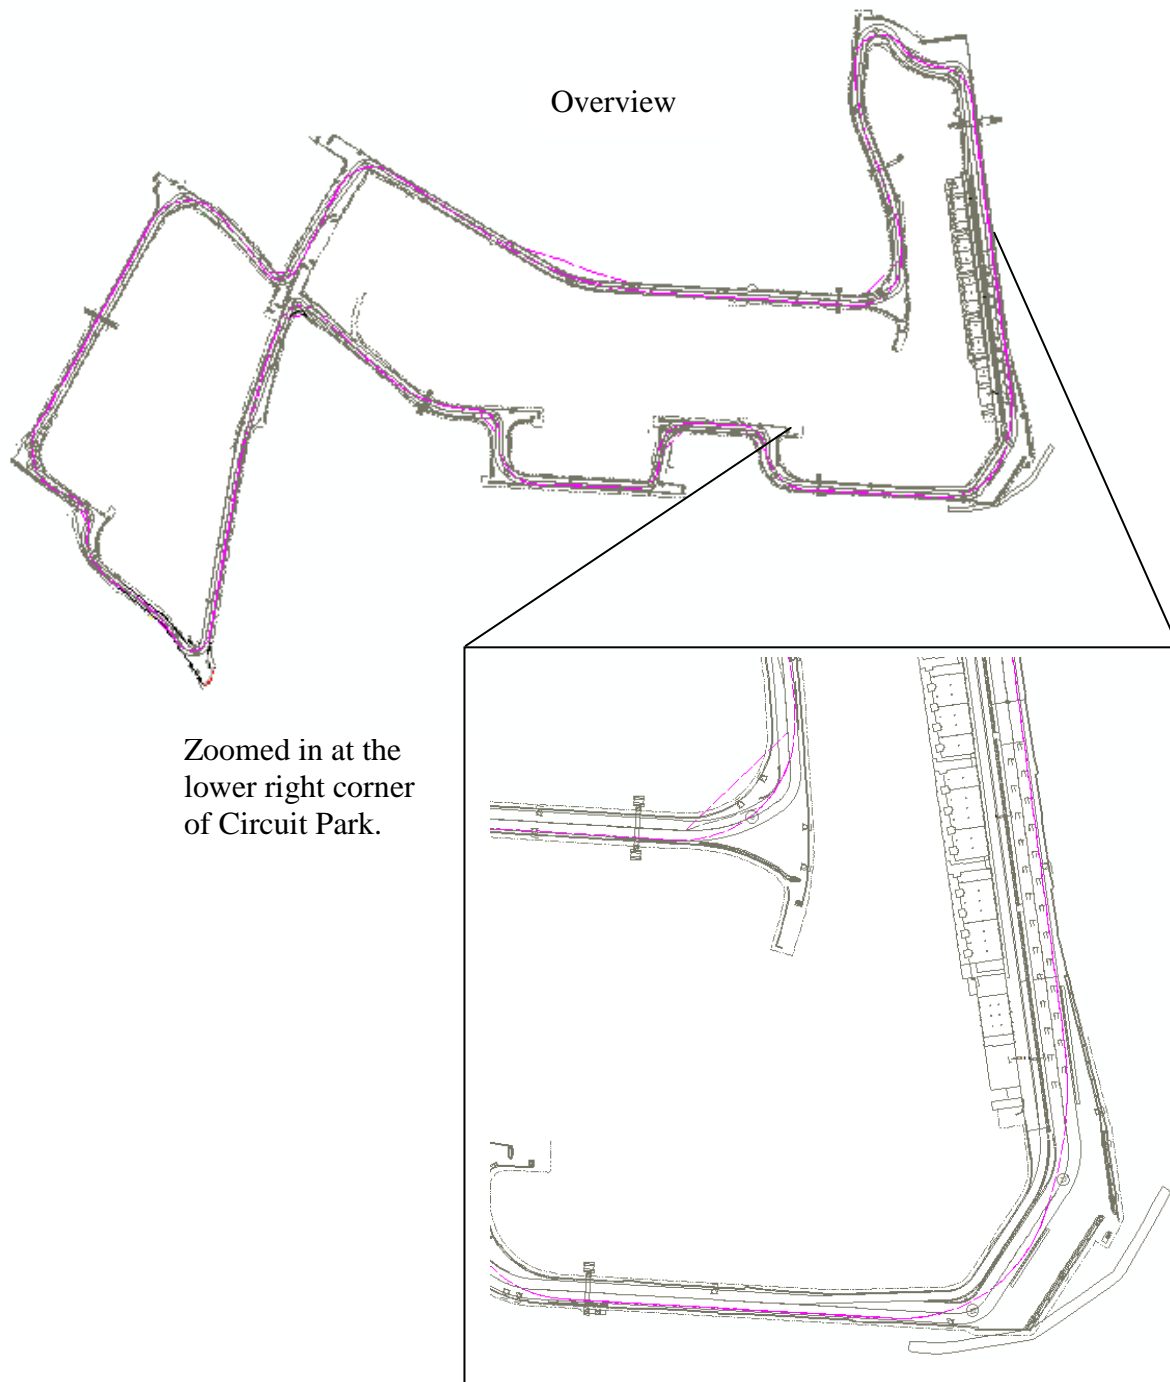 Overview
Zoomed in at the
lower right corner
of Circuit Park.